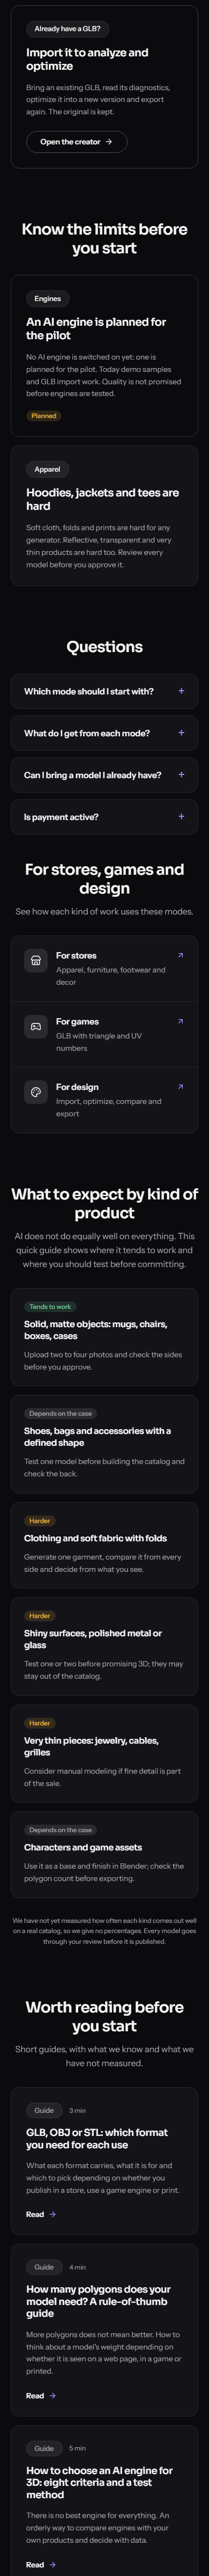 Already have a GLB?
Import it to analyze and
optimize
Bring an existing GLB, read its diagnostics,
optimize it into a new version and export
again. The original is kept.
Open the creator →
Know the limits before
you start
Engines
An AI engine is planned for
the pilot
No AI engine is switched on yet: one is
planned for the pilot. Today demo samples
and GLB import work. Quality is not promised
before engines are tested.
Planned
Apparel
Hoodies, jackets and tees are
hard
Soft cloth, folds and prints are hard for any
generator. Reflective, transparent and very
thin products are hard too. Review every
model before you approve it.
Questions
Which mode should I start with? +
What do I get from each mode? +
Can I bring a model I already have? +
Is payment active? +
For stores, games and
design
See how each kind of work uses these modes.
For stores
Apparel, furniture, footwear and
decor
For games
GLB with triangle and UV
numbers
For design
Import, optimize, compare and
export
What to expect by kind of
product
AI does not do equally well on everything. This
quick guide shows where it tends to work and
where you should test before committing.
Tends to work
Solid, matte objects: mugs, chairs,
boxes, cases
Upload two to four photos and check the sides
before you approve.
Depends on the case
Shoes, bags and accessories with a
defined shape
Test one model before building the catalog and
check the back.
Harder
Clothing and soft fabric with folds
Generate one garment, compare it from every
side and decide from what you see.
Harder
Shiny surfaces, polished metal or
glass
Test one or two before promising 3D; they may
stay out of the catalog.
Harder
Very thin pieces: jewelry, cables,
grilles
Consider manual modeling if fine detail is part
of the sale.
Depends on the case
Characters and game assets
Use it as a base and finish in Blender; check the
polygon count before exporting.
We have not yet measured how often each kind comes out well
on a real catalog, so we give no percentages. Every model goes
through your review before it is published.
Worth reading before
you start
Short guides, with what we know and what we
have not measured.
Guide 3 min
GLB, OBJ or STL: which format
you need for each use
What each format carries, what it is for and
which to pick depending on whether you
publish in a store, use a game engine or print.
Read →
Guide 4 min
How many polygons does your
model need? A rule-of-thumb
guide
More polygons does not mean better. How to
think about a model's weight depending on
whether it is seen on a web page, in a game or
printed.
Read →
Guide 5 min
How to choose an AI engine for
3D: eight criteria and a test
method
There is no best engine for everything. An
orderly way to compare engines with your
own products and decide with data.
Read →